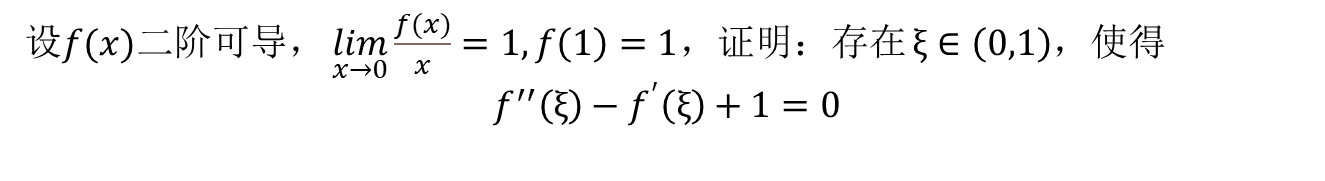 设f(x)二阶可导，lim_{x→0} f(x)/x = 1, f(1) = 1，证明：存在ξ ∈ (0,1)，使得
f′′(ξ) − f′(ξ) + 1 = 0